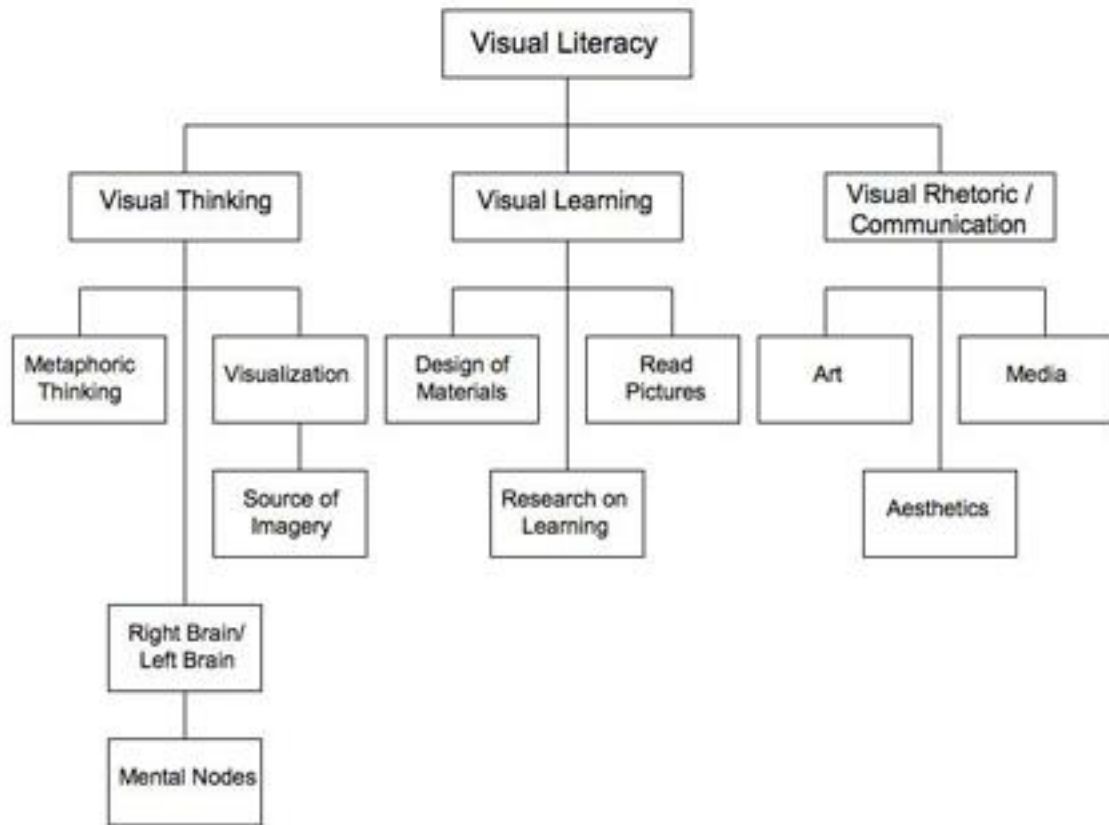 Visual Literacy
Visual Thinking
Visual Learning
Visual Rhetoric /
Communication
Metaphoric
Thinking
Visualization
Design of
Materials
Read
Pictures
Art
Media
Source of
Imagery
Research on
Learning
Aesthetics
Right Brain/
Left Brain
Mental Nodes